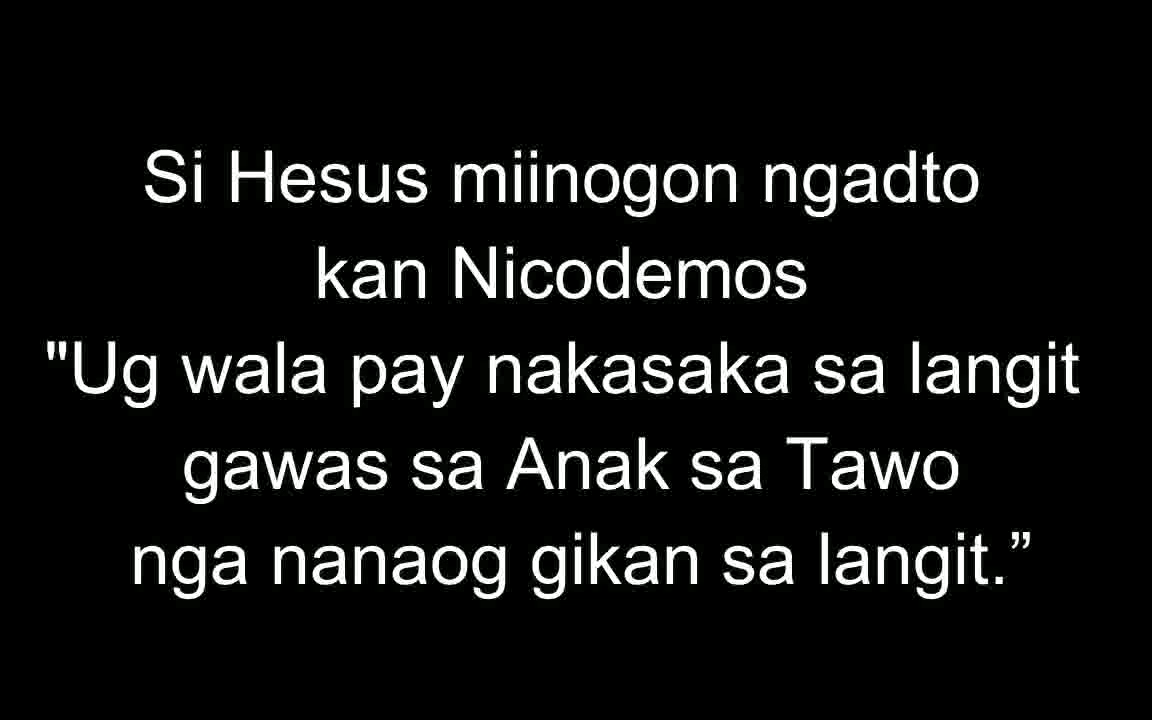 Si Hesus miinogon ngadto
kan Nicodemos
"Ug wala pay nakasaka sa langit
gawas sa Anak sa Tawo
nga nanaog gikan sa langit.”